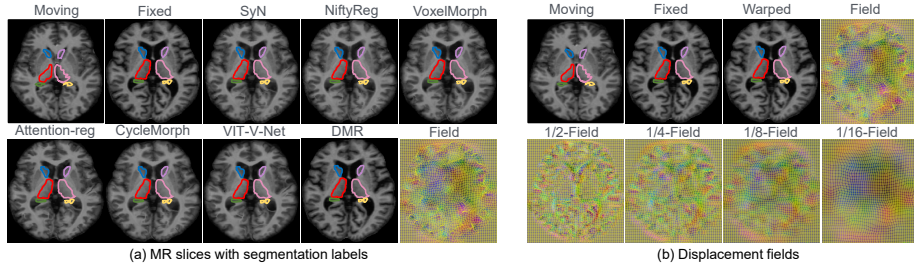 Moving Fixed SyN NiftyReg VoxelMorph
Attention-reg CycleMorph VIT-V-Net DMR Field
(a) MR slices with segmentation labels
Moving Fixed Warped Field
1/2-Field 1/4-Field 1/8-Field 1/16-Field
(b) Displacement fields